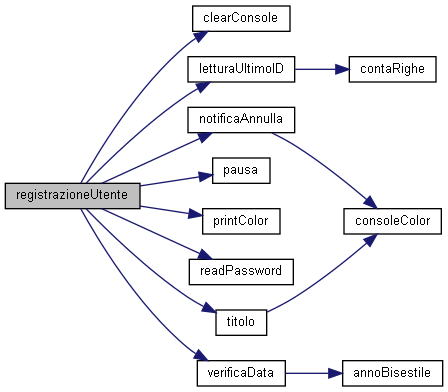 clearConsole
letturaUltimoID
contaRighe
notificaAnnulla
pausa
registrazioneUtente
printColor
consoleColor
readPassword
titolo
verificaData
annoBisestile